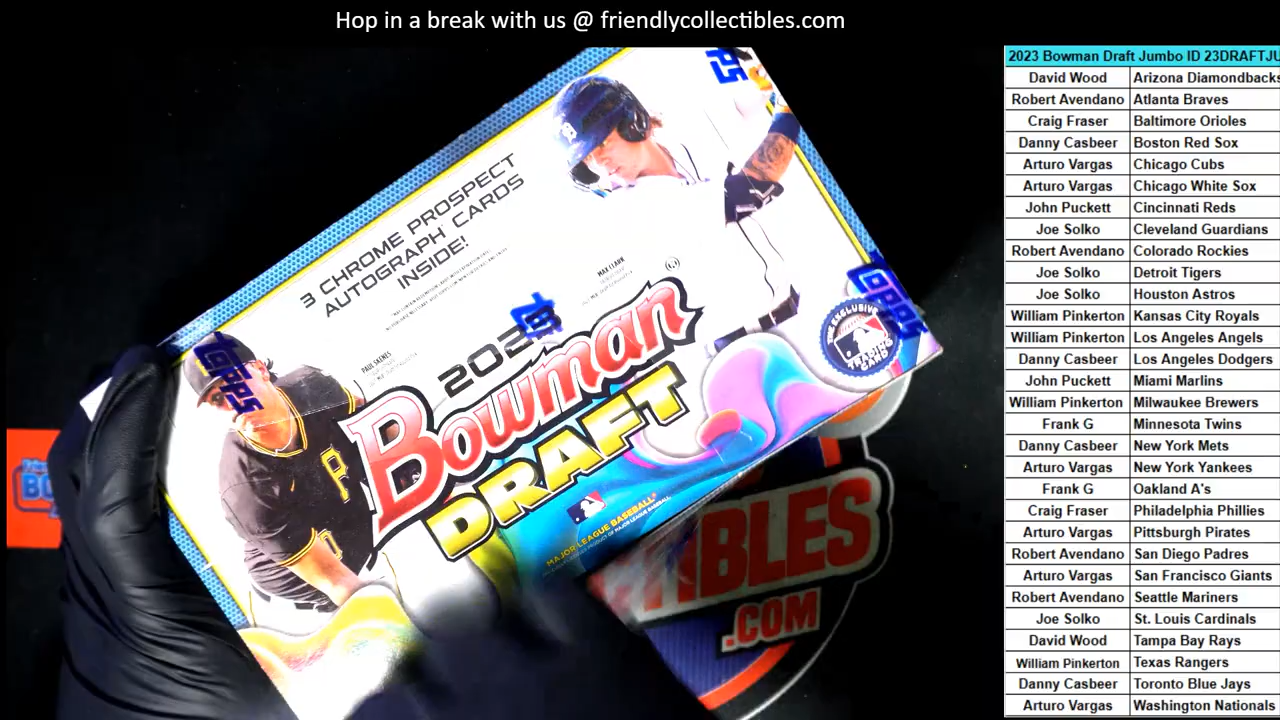 Hop in a break with us @ friendlycollectibles.com
2023 Bowman Draft Jumbo ID 23DRAFTJU
David Wood Arizona Diamondbacks
Robert Avendano Atlanta Braves
Craig Fraser Baltimore Orioles
Danny Casbeer Boston Red Sox
Arturo Vargas Chicago Cubs
Arturo Vargas Chicago White Sox
John Puckett Cincinnati Reds
Joe Solko Cleveland Guardians
Robert Avendano Colorado Rockies
Joe Solko Detroit Tigers
Joe Solko Houston Astros
William Pinkerton Kansas City Royals
William Pinkerton Los Angeles Angels
Danny Casbeer Los Angeles Dodgers
John Puckett Miami Marlins
William Pinkerton Milwaukee Brewers
Frank G Minnesota Twins
Danny Casbeer New York Mets
Arturo Vargas New York Yankees
Frank G Oakland A's
Craig Fraser Philadelphia Phillies
Arturo Vargas Pittsburgh Pirates
Robert Avendano San Diego Padres
Arturo Vargas San Francisco Giants
Robert Avendano Seattle Mariners
Joe Solko St. Louis Cardinals
David Wood Tampa Bay Rays
William Pinkerton Texas Rangers
Danny Casbeer Toronto Blue Jays
Arturo Vargas Washington Nationals
3 CHROME PROSPECT
AUTOGRAPH CARDS
INSIDE!
MAX CLARK
PAUL SKENES
Bowman
DRAFT
MAJOR LEAGUE BASEBALL
topps
P
TRADING
CARD
IBLES
.COM